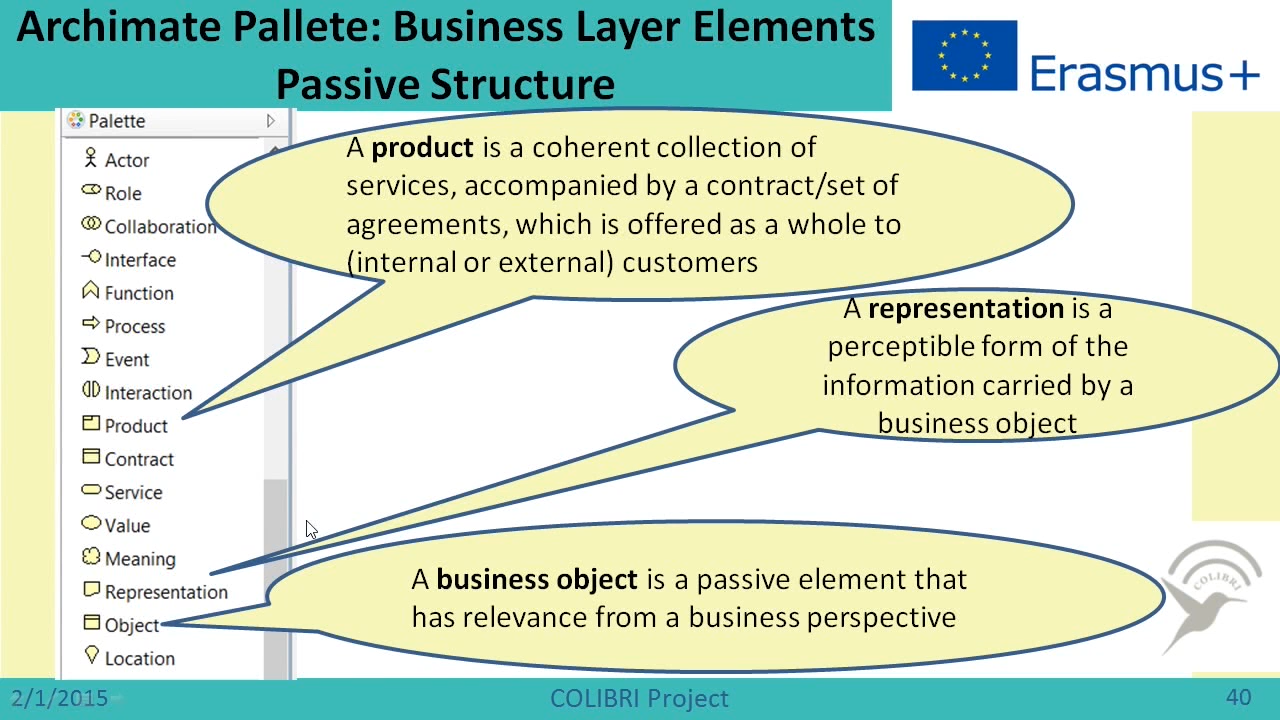 Archimate Pallete: Business Layer Elements
Passive Structure
Erasmus+
Palette
Actor
Role
Collaboration
Interface
Function
Process
Event
Interaction
Product
Contract
Service
Value
Meaning
Representation
Object
Location
A product is a coherent collection of
services, accompanied by a contract/set of
agreements, which is offered as a whole to
(internal or external) customers
A representation is a
perceptible form of the
information carried by a
business object
A business object is a passive element that
has relevance from a business perspective
COLIBRI
2/1/2015
COLIBRI Project
40